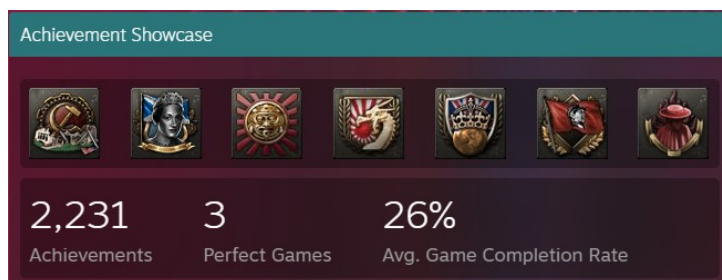 Achievement Showcase
2,231 3 26%
Achievements Perfect Games Avg. Game Completion Rate